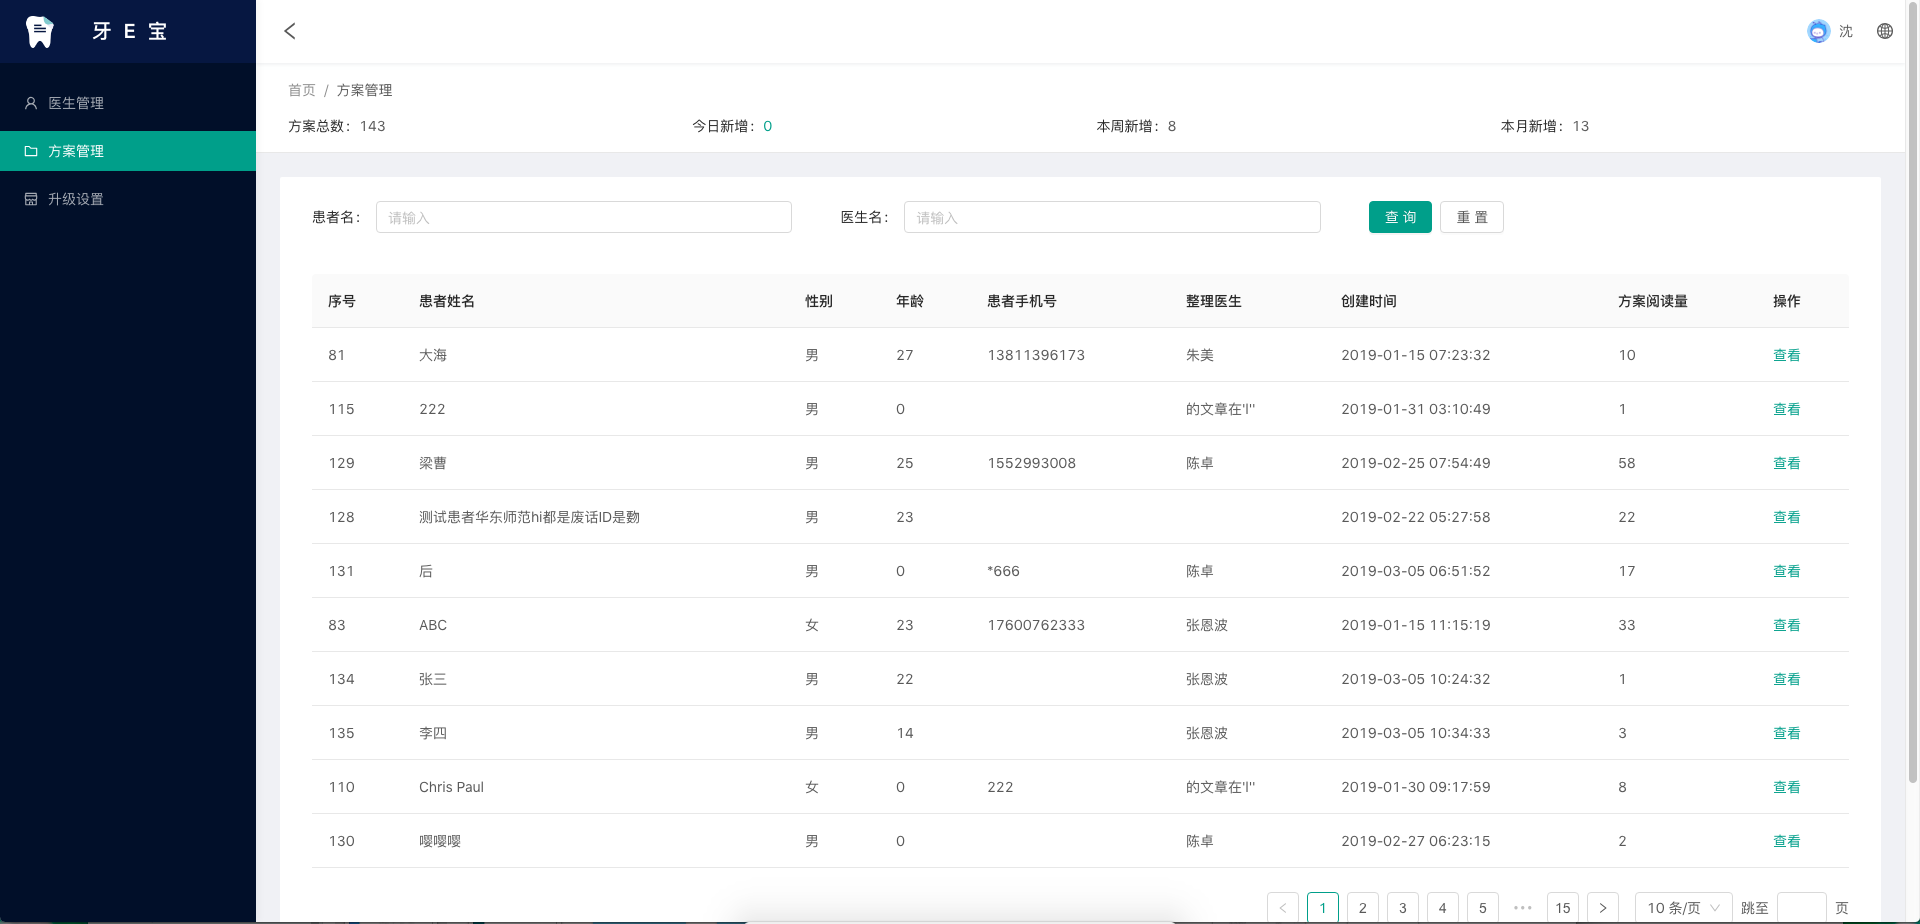 牙 E 宝
沈
医生管理
方案管理
升级设置
首页 / 方案管理
方案总数：143 今日新增：0 本周新增：8 本月新增：13
患者名： 请输入 医生名： 请输入 查 询 重 置
序号 患者姓名 性别 年龄 患者手机号 整理医生 创建时间 方案阅读量 操作
81 大海 男 27 13811396173 朱美 2019-01-15 07:23:32 10 查看
115 222 男 0 的文章在'I'' 2019-01-31 03:10:49 1 查看
129 梁曹 男 25 1552993008 陈卓 2019-02-25 07:54:49 58 查看
128 测试患者华东师范hi都是废话ID是 男 23 2019-02-22 05:27:58 22 查看
131 后 男 0 *666 陈卓 2019-03-05 06:51:52 17 查看
83 ABC 女 23 17600762333 张恩波 2019-01-15 11:15:19 33 查看
134 张三 男 22 张恩波 2019-03-05 10:24:32 1 查看
135 李四 男 14 张恩波 2019-03-05 10:34:33 3 查看
110 Chris Paul 女 0 222 的文章在'I'' 2019-01-30 09:17:59 8 查看
130 嘤嘤嘤 男 0 陈卓 2019-02-27 06:23:15 2 查看
< 1 2 3 4 5 ••• 15 > 10 条/页 跳至 页